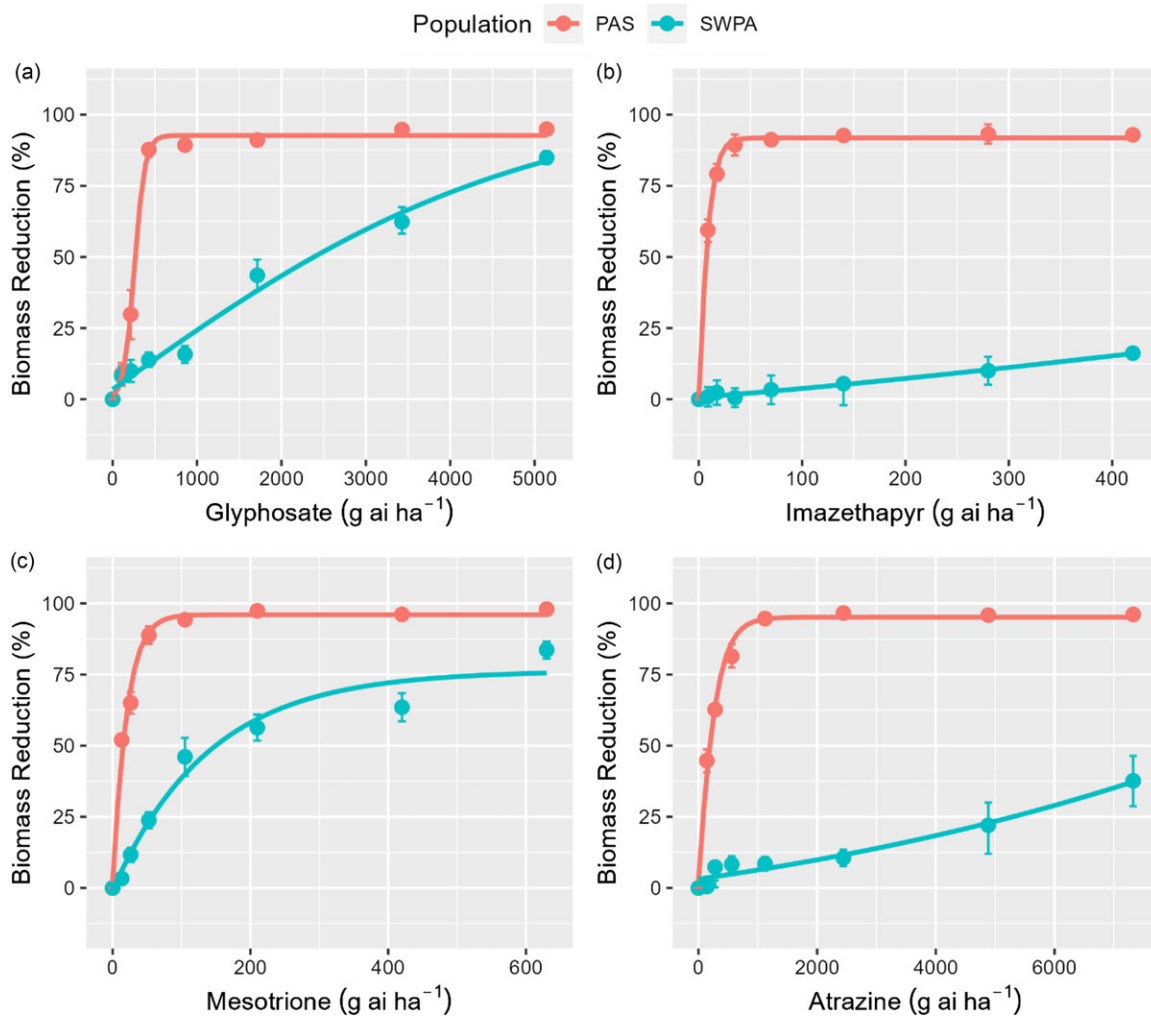 Population PAS SWPA
(a)
Biomass Reduction (%)
100
75
50
25
0
0 1000 2000 3000 4000 5000
Glyphosate (g ai ha⁻¹)
(b)
Biomass Reduction (%)
100
75
50
25
0
0 100 200 300 400
Imazethapyr (g ai ha⁻¹)
(c)
Biomass Reduction (%)
100
75
50
25
0
0 200 400 600
Mesotrione (g ai ha⁻¹)
(d)
Biomass Reduction (%)
100
75
50
25
0
0 2000 4000 6000
Atrazine (g ai ha⁻¹)